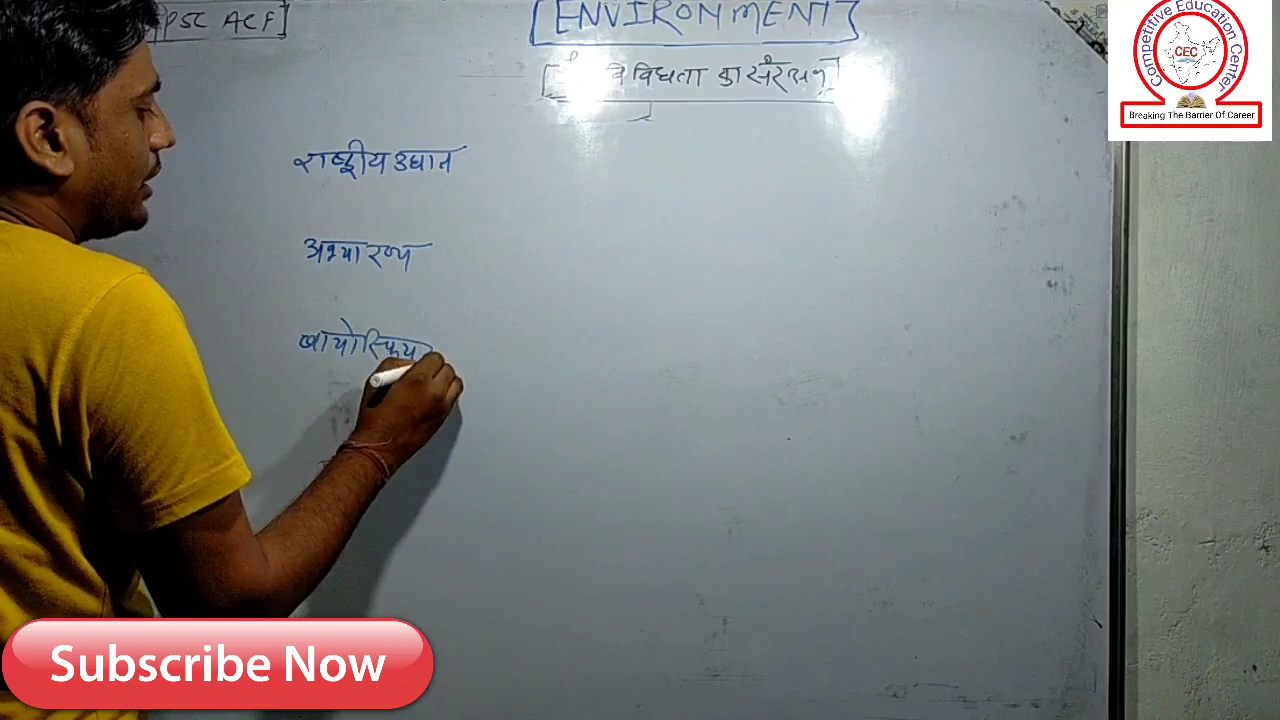 PSC ACF
ENVIRONMENT
विविधता का संरक्षण
राष्ट्रीय उद्यान
अभ्यारण्य
बायोस्फियर
Competitive Education Center
CEC
Breaking The Barrier Of Career
Subscribe Now